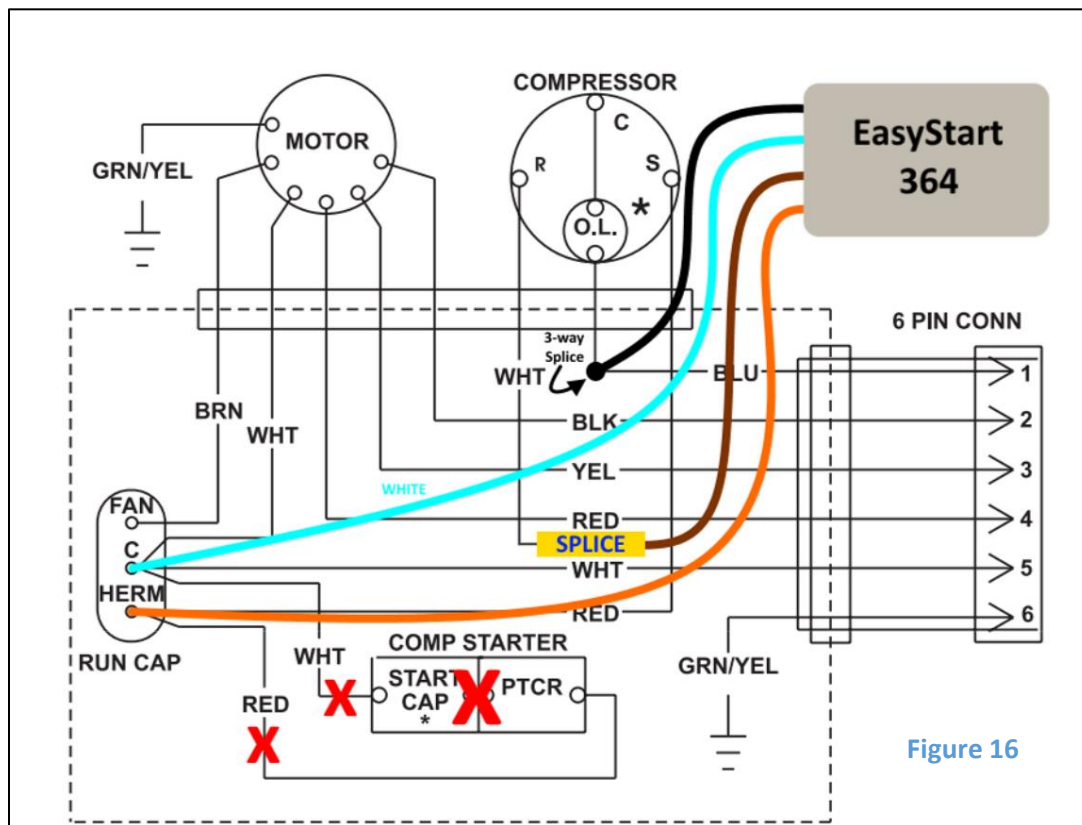 COMPRESSOR
EasyStart
364
MOTOR
C
R
S
GRN/YEL
*
O.L.
6 PIN CONN
3-way
Splice
WHT
BLU
1
BRN
WHT
BLK
2
YEL
3
WHITE
FAN
RED
4
C
SPLICE
WHT
5
HERM
RED
6
RUN CAP
WHT
COMP STARTER
GRN/YEL
START
CAP
*
PTCR
RED
X
X
X
Figure 16